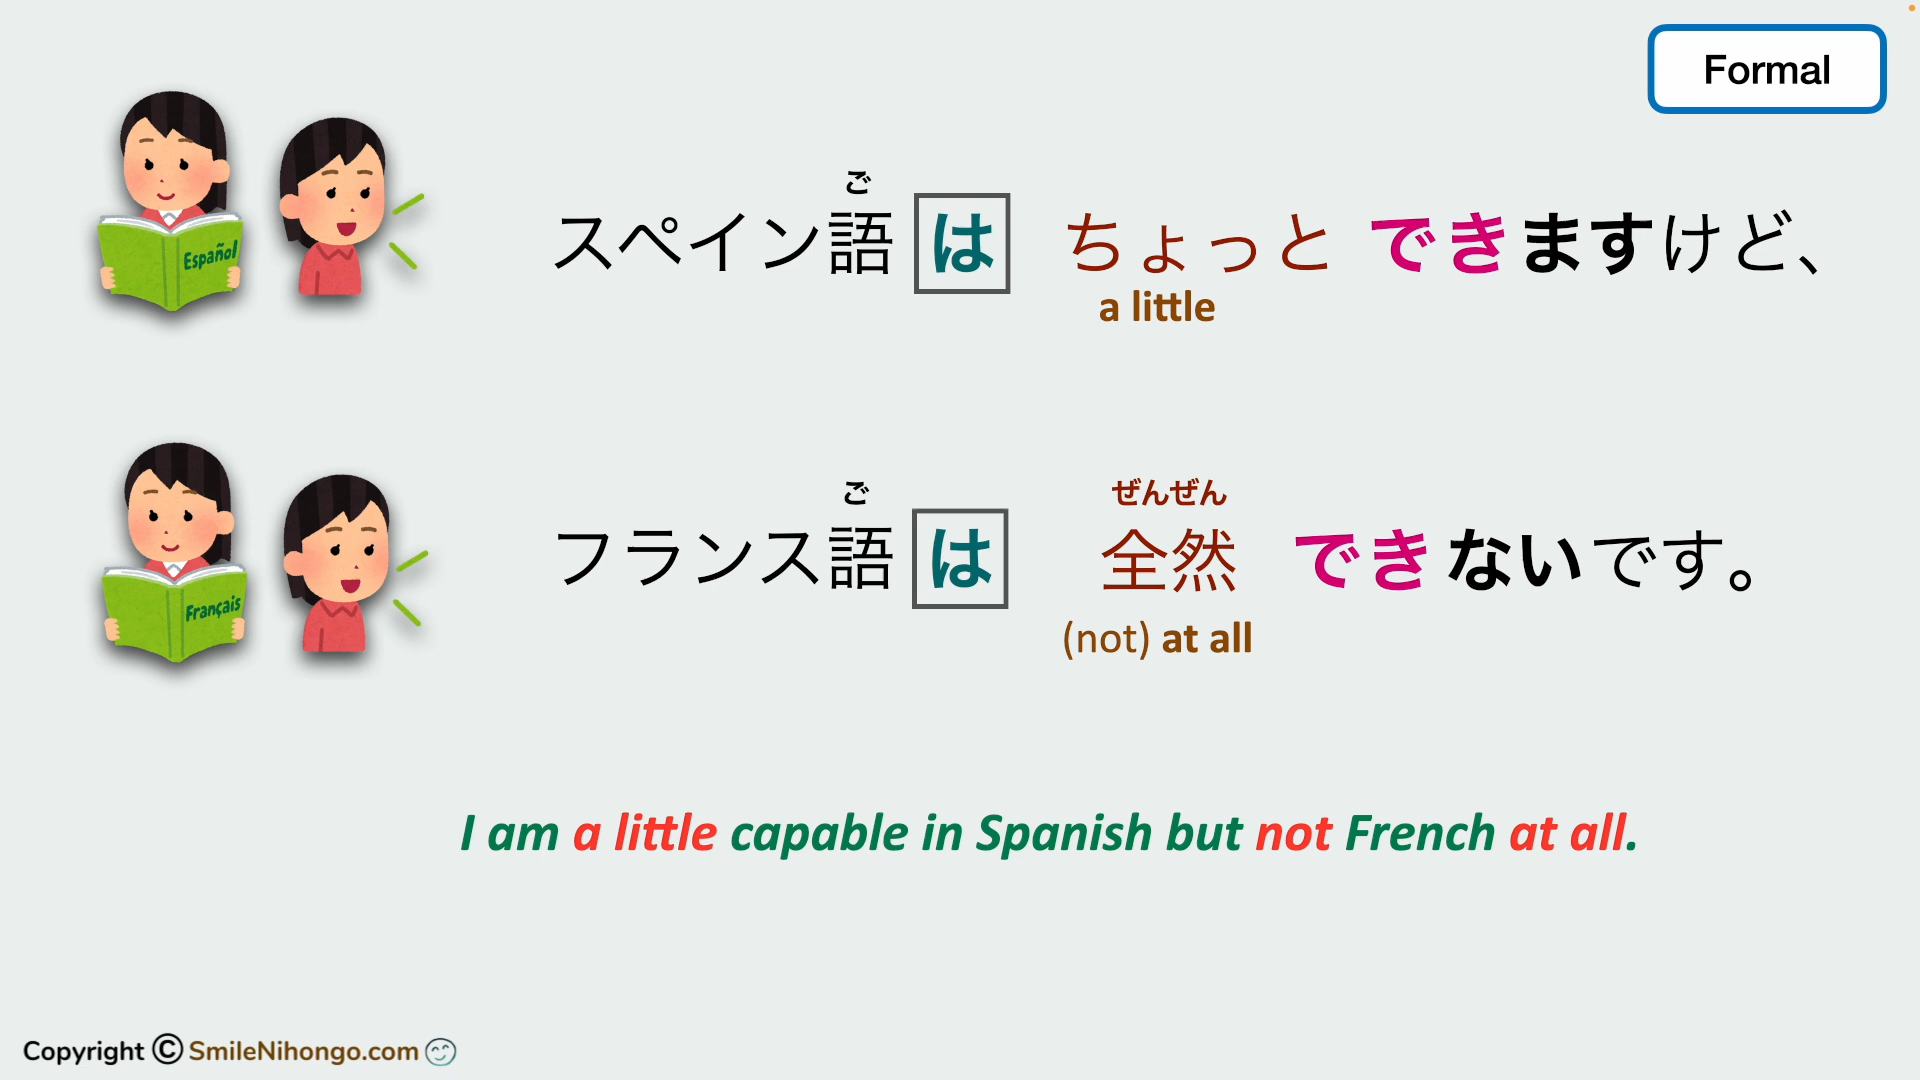 Formal
Español
ご
スペイン語 は ちょっと できますけど、
a little
Français
ご ぜんぜん
フランス語 は 全然 できないです。
(not) at all
I am a little capable in Spanish but not French at all.
Copyright © SmileNihongo.com